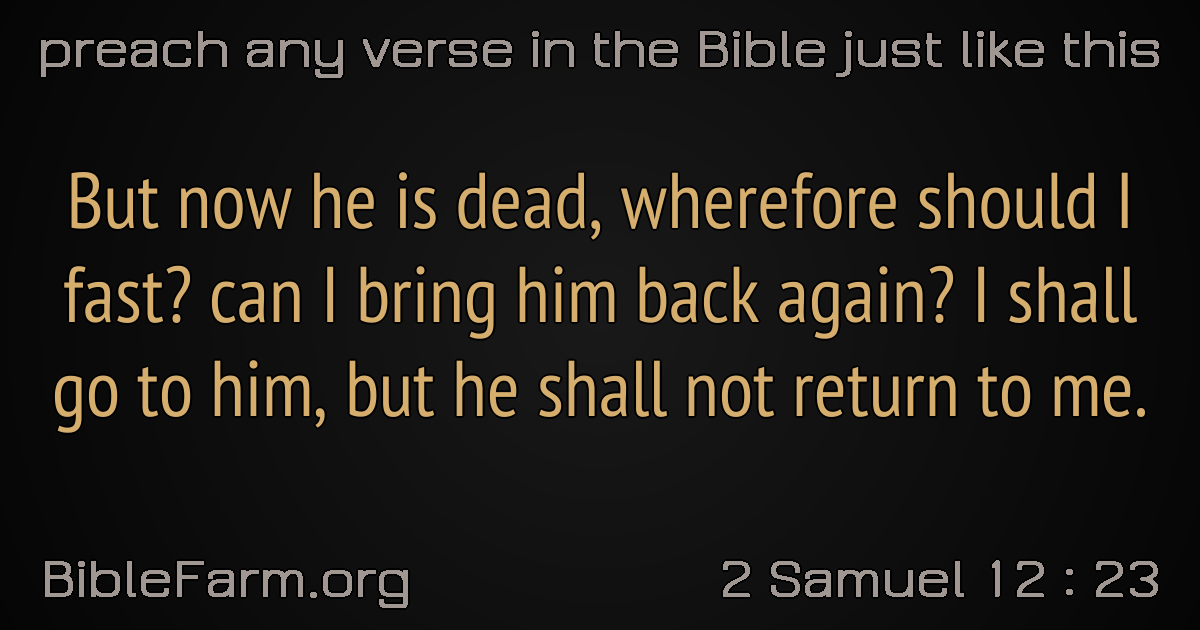 preach any verse in the Bible just like this
But now he is dead, wherefore should I
fast? can I bring him back again? I shall
go to him, but he shall not return to me.
BibleFarm.org
2 Samuel 12 : 23